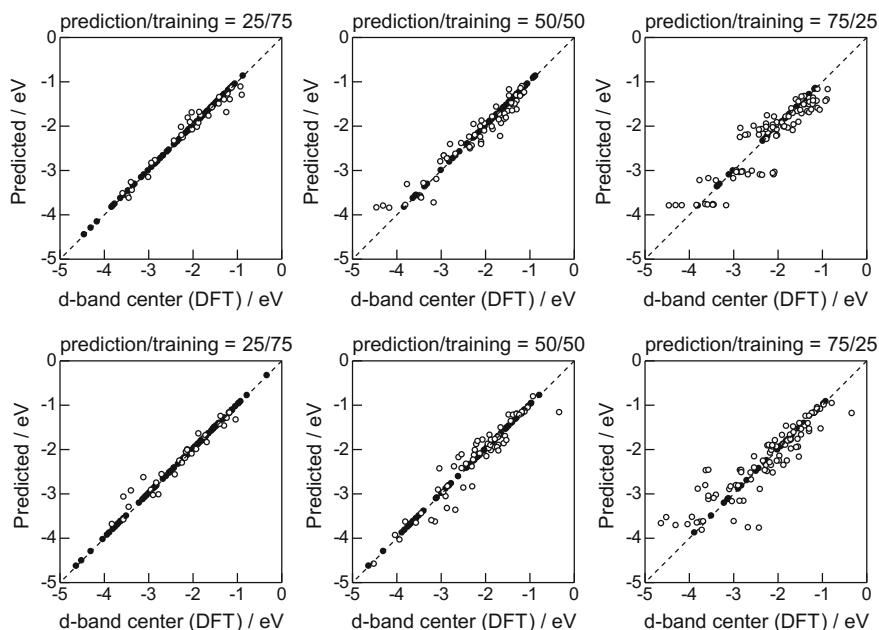 prediction/training = 25/75
0
-1
-2
-3
-4
-5
Predicted / eV
-5 -4 -3 -2 -1 0
d-band center (DFT) / eV
prediction/training = 50/50
0
-1
-2
-3
-4
-5
Predicted / eV
-5 -4 -3 -2 -1 0
d-band center (DFT) / eV
prediction/training = 75/25
0
-1
-2
-3
-4
-5
Predicted / eV
-5 -4 -3 -2 -1 0
d-band center (DFT) / eV
prediction/training = 25/75
0
-1
-2
-3
-4
-5
Predicted / eV
-5 -4 -3 -2 -1 0
d-band center (DFT) / eV
prediction/training = 50/50
0
-1
-2
-3
-4
-5
Predicted / eV
-5 -4 -3 -2 -1 0
d-band center (DFT) / eV
prediction/training = 75/25
0
-1
-2
-3
-4
-5
Predicted / eV
-5 -4 -3 -2 -1 0
d-band center (DFT) / eV